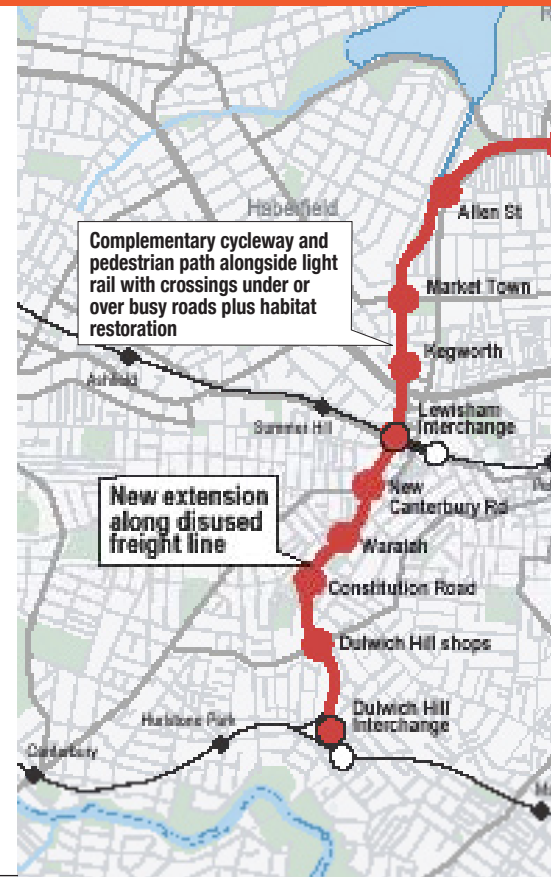 Haberfield
Allen St
Complementary cycleway and
pedestrian path alongside light
rail with crossings under or
over busy roads plus habitat
restoration
Market Town
Kegworth
Ashfield
Summer Hill
Lewisham
Interchange
New extension
along disused
freight line
New
Canterbury Rd
Waratah
Constitution Road
Dulwich Hill shops
Dulwich Hill
Interchange
Hurlstone Park
Canterbury